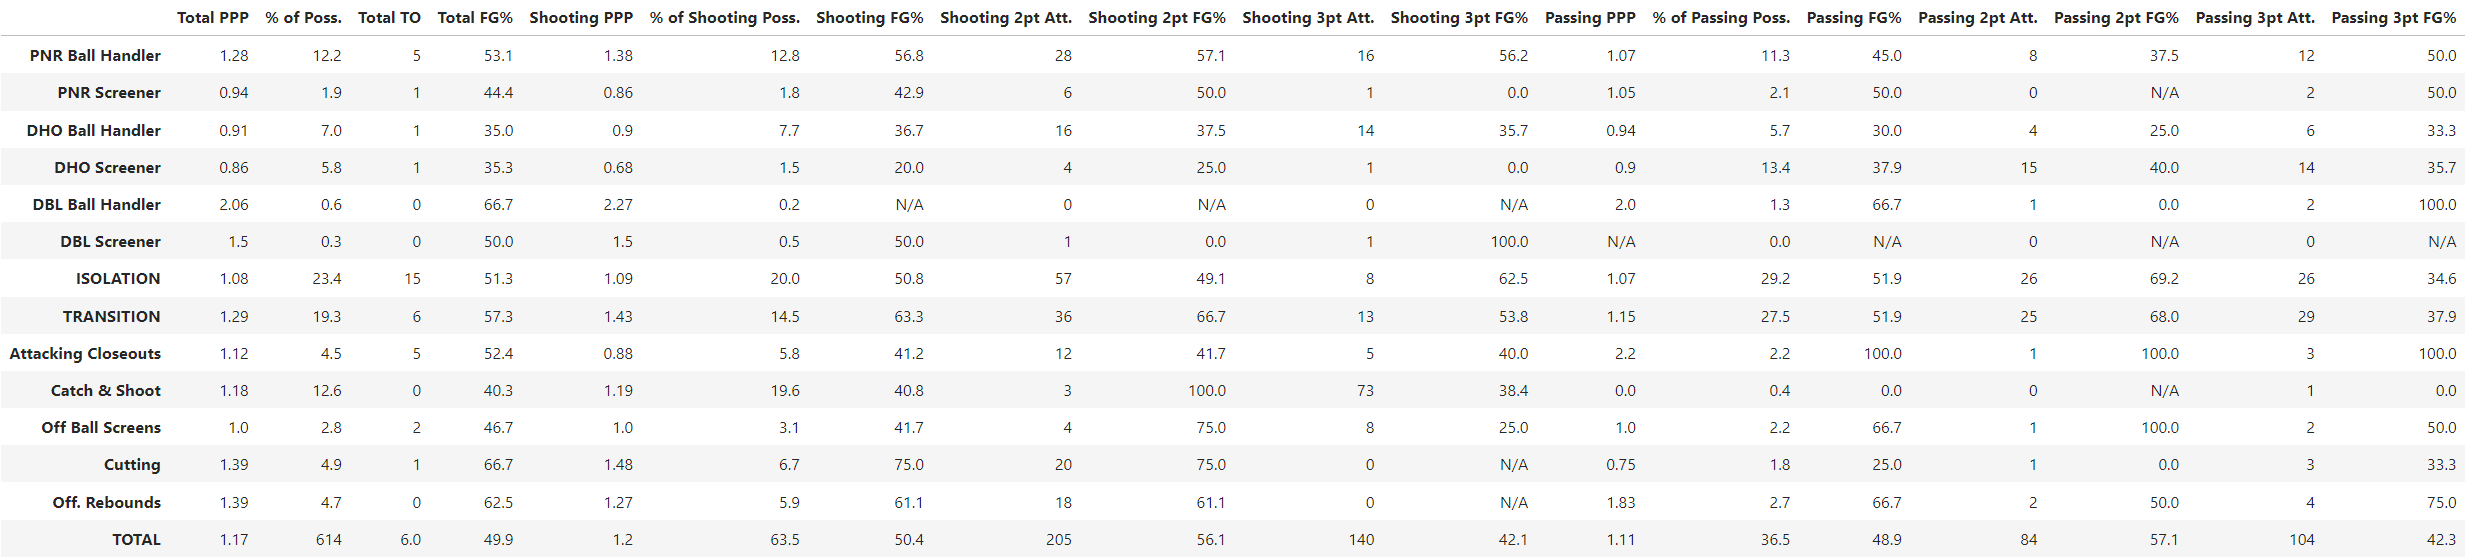 Total PPP % of Poss. Total TO Total FG% Shooting PPP % of Shooting Poss. Shooting FG% Shooting 2pt Att. Shooting 2pt FG% Shooting 3pt Att. Shooting 3pt FG% Passing PPP % of Passing Poss. Passing FG% Passing 2pt Att. Passing 2pt FG% Passing 3pt Att. Passing 3pt FG%
PNR Ball Handler 1.28 12.2 5 53.1 1.38 12.8 56.8 28 57.1 16 56.2 1.07 11.3 45.0 8 37.5 12 50.0
PNR Screener 0.94 1.9 1 44.4 0.86 1.8 42.9 6 50.0 1 0.0 1.05 2.1 50.0 0 N/A 2 50.0
DHO Ball Handler 0.91 7.0 1 35.0 0.9 7.7 36.7 16 37.5 14 35.7 0.94 5.7 30.0 4 25.0 6 33.3
DHO Screener 0.86 5.8 1 35.3 0.68 1.5 20.0 4 25.0 1 0.0 0.9 13.4 37.9 15 40.0 14 35.7
DBL Ball Handler 2.06 0.6 0 66.7 2.27 0.2 N/A 0 N/A 0 N/A 2.0 1.3 66.7 1 0.0 2 100.0
DBL Screener 1.5 0.3 0 50.0 1.5 0.5 50.0 1 0.0 1 100.0 N/A 0.0 N/A 0 N/A 0 N/A
ISOLATION 1.08 23.4 15 51.3 1.09 20.0 50.8 57 49.1 8 62.5 1.07 29.2 51.9 26 69.2 26 34.6
TRANSITION 1.29 19.3 6 57.3 1.43 14.5 63.3 36 66.7 13 53.8 1.15 27.5 51.9 25 68.0 29 37.9
Attacking Closeouts 1.12 4.5 5 52.4 0.88 5.8 41.2 12 41.7 5 40.0 2.2 2.2 100.0 1 100.0 3 100.0
Catch & Shoot 1.18 12.6 0 40.3 1.19 19.6 40.8 3 100.0 73 38.4 0.0 0.4 0.0 0 N/A 1 0.0
Off Ball Screens 1.0 2.8 2 46.7 1.0 3.1 41.7 4 75.0 8 25.0 1.0 2.2 66.7 1 100.0 2 50.0
Cutting 1.39 4.9 1 66.7 1.48 6.7 75.0 20 75.0 0 N/A 0.75 1.8 25.0 1 0.0 3 33.3
Off. Rebounds 1.39 4.7 0 62.5 1.27 5.9 61.1 18 61.1 0 N/A 1.83 2.7 66.7 2 50.0 4 75.0
TOTAL 1.17 614 6.0 49.9 1.2 63.5 50.4 205 56.1 140 42.1 1.11 36.5 48.9 84 57.1 104 42.3